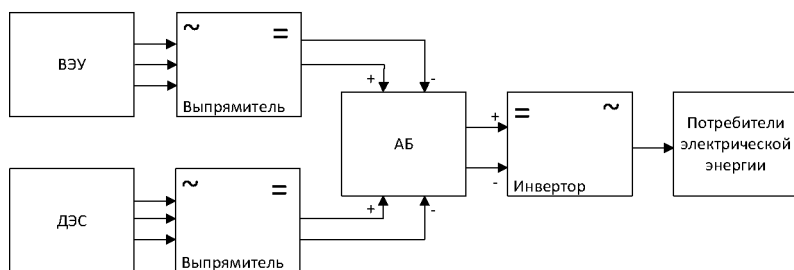 ВЭУ
~ =
Выпрямитель
+ -
АБ
+
-
= ~
Инвертор
Потребители
электрической
энергии
ДЭС
~ =
Выпрямитель
+ -